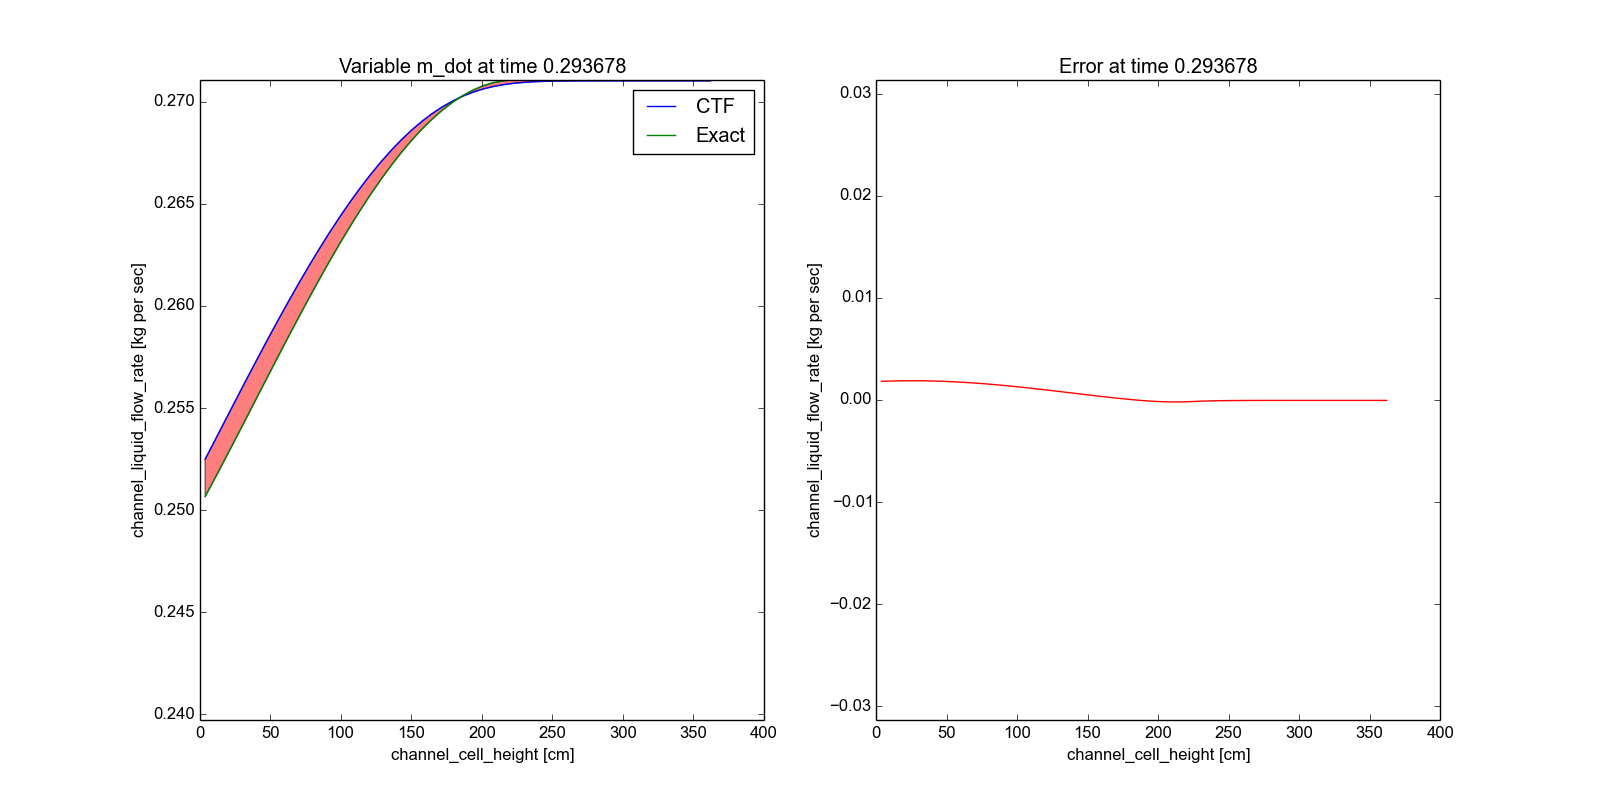 Variable m_dot at time 0.293678
0.270
0.265
0.260
0.255
0.250
0.245
0.240
channel_liquid_flow_rate [kg per sec]
CTF
Exact
0 50 100 150 200 250 300 350 400
channel_cell_height [cm]
Error at time 0.293678
0.03
0.02
0.01
0.00
−0.01
−0.02
−0.03
channel_liquid_flow_rate [kg per sec]
0 50 100 150 200 250 300 350 400
channel_cell_height [cm]